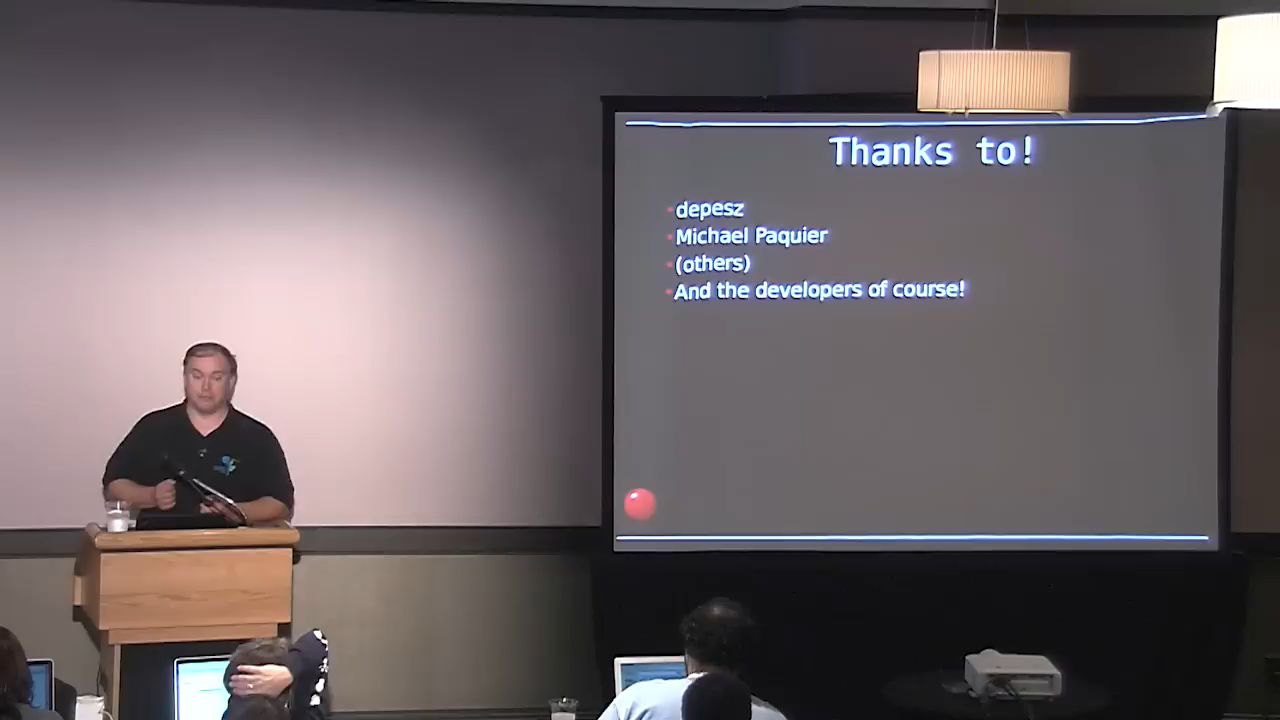 Thanks to!
depesz
Michael Paquier
(others)
And the developers of course!